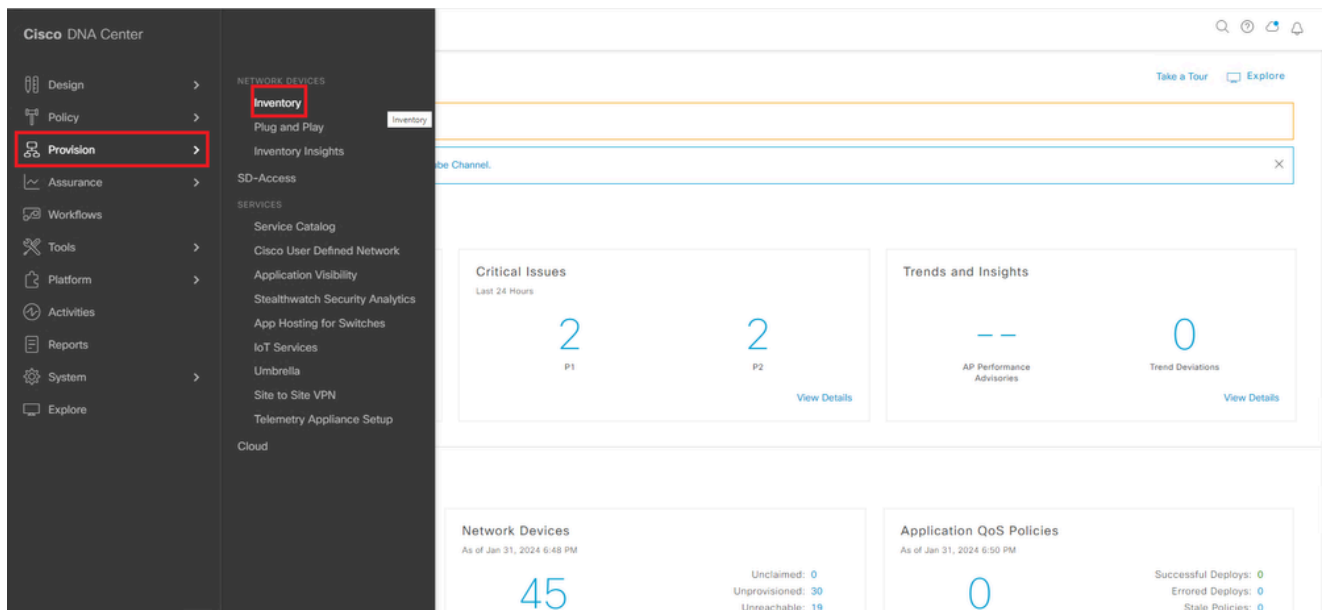 Cisco DNA Center
Design
Policy
Provision
Assurance
Workflows
Tools
Platform
Activities
Reports
System
Explore
NETWORK DEVICES
Inventory
Plug and Play
Inventory Insights
SD-Access
SERVICES
Service Catalog
Cisco User Defined Network
Application Visibility
Stealthwatch Security Analytics
App Hosting for Switches
IoT Services
Umbrella
Site to Site VPN
Telemetry Appliance Setup
Cloud
Inventory
Take a Tour
Explore
ube Channel.
Critical Issues
Last 24 Hours
2
P1
2
P2
View Details
Trends and Insights
--
AP Performance
Advisories
0
Trend Deviations
View Details
Network Devices
As of Jan 31, 2024 6:48 PM
45
Unclaimed: 0
Unprovisioned: 30
Unreachable: 19
Application QoS Policies
As of Jan 31, 2024 6:50 PM
0
Successful Deploys: 0
Errored Deploys: 0
Stale Policies: 0